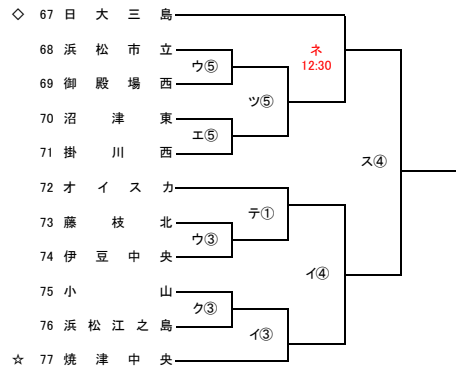 ◇ 67 日大三島
68 浜松市立
ウ⑤
69 御殿場西
ツ⑤
ネ
12:30
70 沼津東
エ⑤
71 掛川西
ス④
72 オイスカ
テ①
73 藤枝北
ウ③
74 伊豆中央
イ④
75 小山
ク③
76 浜松江之島
イ③
☆ 77 焼津中央